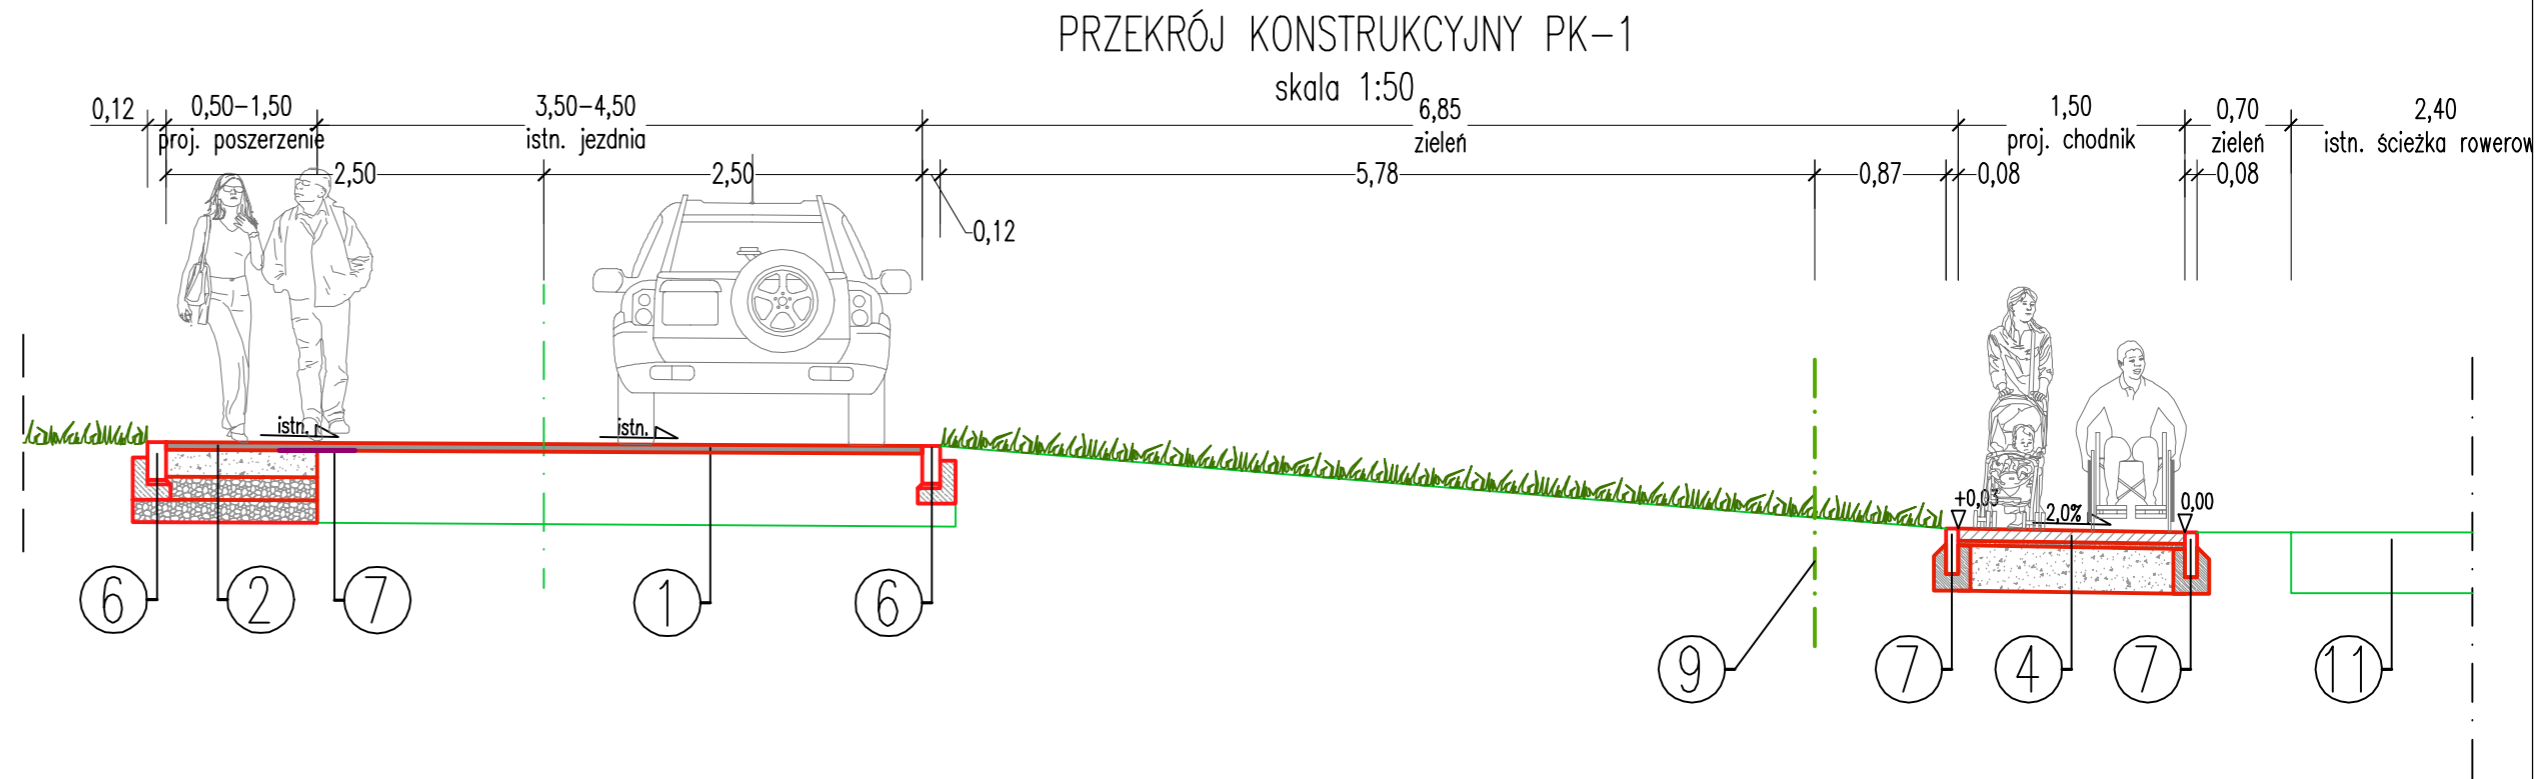 PRZEKRÓJ KONSTRUKCYJNY PK-1
skala 1:50
0,12 0,50-1,50 3,50-4,50 6,85 1,50 0,70 2,40
proj. poszerzenie istn. jezdnia zieleń proj. chodnik zieleń istn. ścieżka rowerow
2,50 2,50 5,78 0,87 0,08 0,08
0,12
istn. istn.
+0,03 2,0% 0,00
6 2 7 1 6
9 7 4 7 11